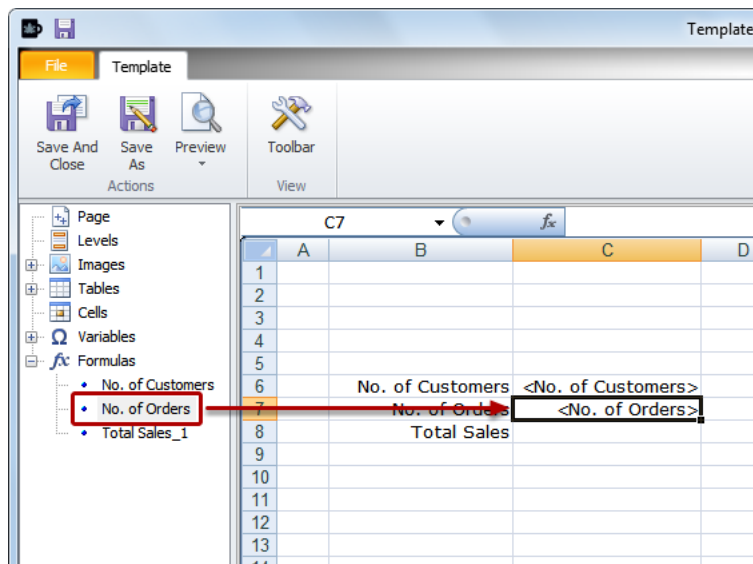 Template
File
Template
Save And Close
Save As
Preview
Toolbar
Actions
View
Page
Levels
Images
Tables
Cells
Variables
fx Formulas
No. of Customers
No. of Orders
Total Sales_1
C7
fx
A B C D
1
2
3
4
5
6 No. of Customers <No. of Customers>
7 No. of Orders <No. of Orders>
8 Total Sales
9
10
11
12
13